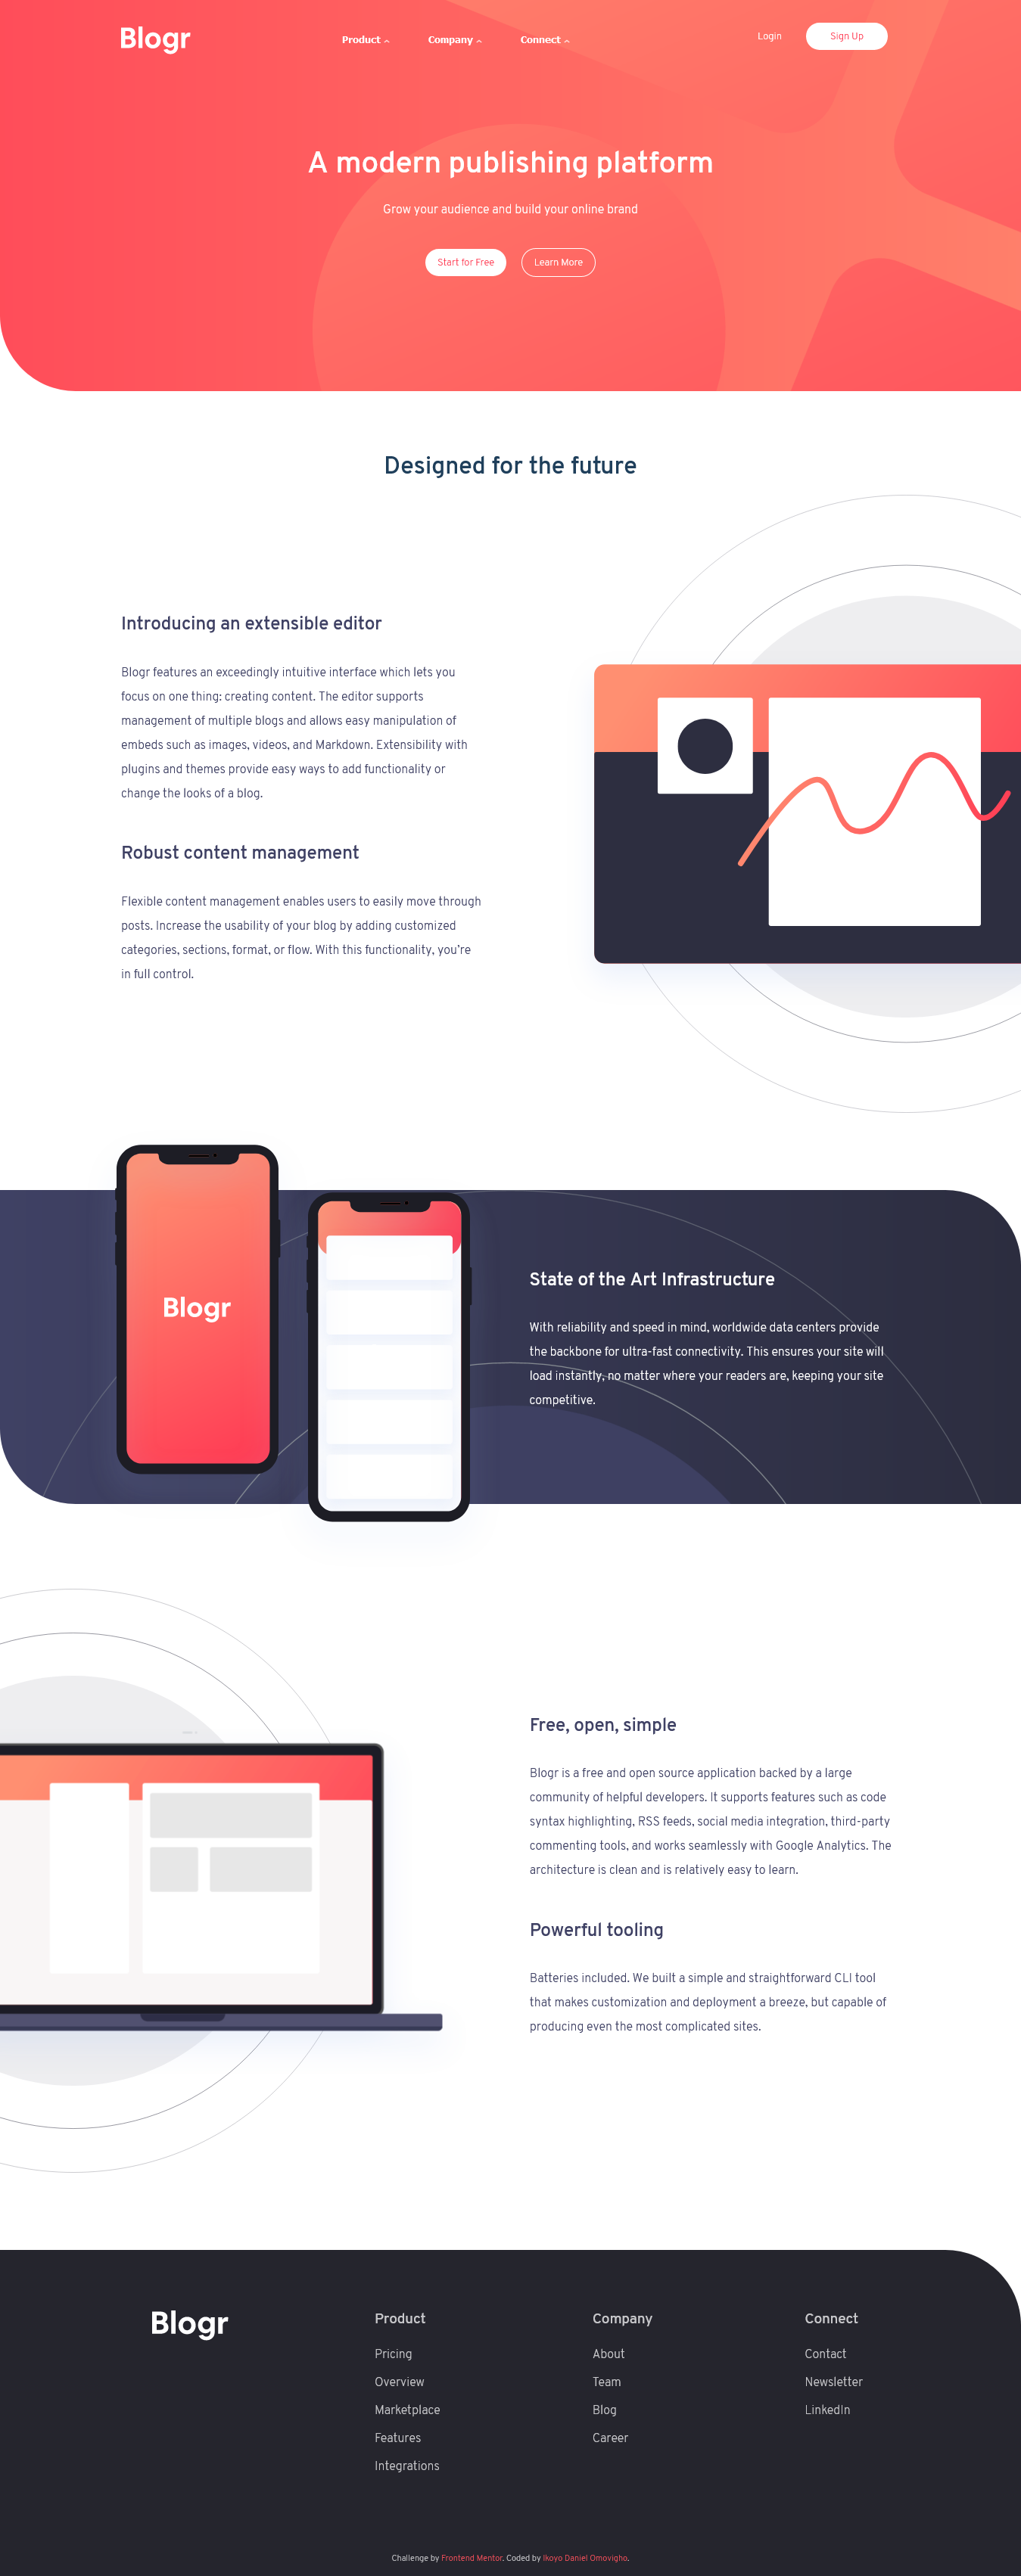 Blogr
Product
Company
Connect
Login
Sign Up
A modern publishing platform
Grow your audience and build your online brand
Start for Free
Learn More
Designed for the future
Introducing an extensible editor
Blogr features an exceedingly intuitive interface which lets you
focus on one thing: creating content. The editor supports
management of multiple blogs and allows easy manipulation of
embeds such as images, videos, and Markdown. Extensibility with
plugins and themes provide easy ways to add functionality or
change the looks of a blog.
Robust content management
Flexible content management enables users to easily move through
posts. Increase the usability of your blog by adding customized
categories, sections, format, or flow. With this functionality, you're
in full control.
Blogr
State of the Art Infrastructure
With reliability and speed in mind, worldwide data centers provide
the backbone for ultra-fast connectivity. This ensures your site will
load instantly, no matter where your readers are, keeping your site
competitive.
Free, open, simple
Blogr is a free and open source application backed by a large
community of helpful developers. It supports features such as code
syntax highlighting, RSS feeds, social media integration, third-party
commenting tools, and works seamlessly with Google Analytics. The
architecture is clean and is relatively easy to learn.
Powerful tooling
Batteries included. We built a simple and straightforward CLI tool
that makes customization and deployment a breeze, but capable of
producing even the most complicated sites.
Blogr
Product
Pricing
Overview
Marketplace
Features
Integrations
Company
About
Team
Blog
Career
Connect
Contact
Newsletter
LinkedIn
Challenge by Frontend Mentor. Coded by Ikoyo Daniel Omovigho.